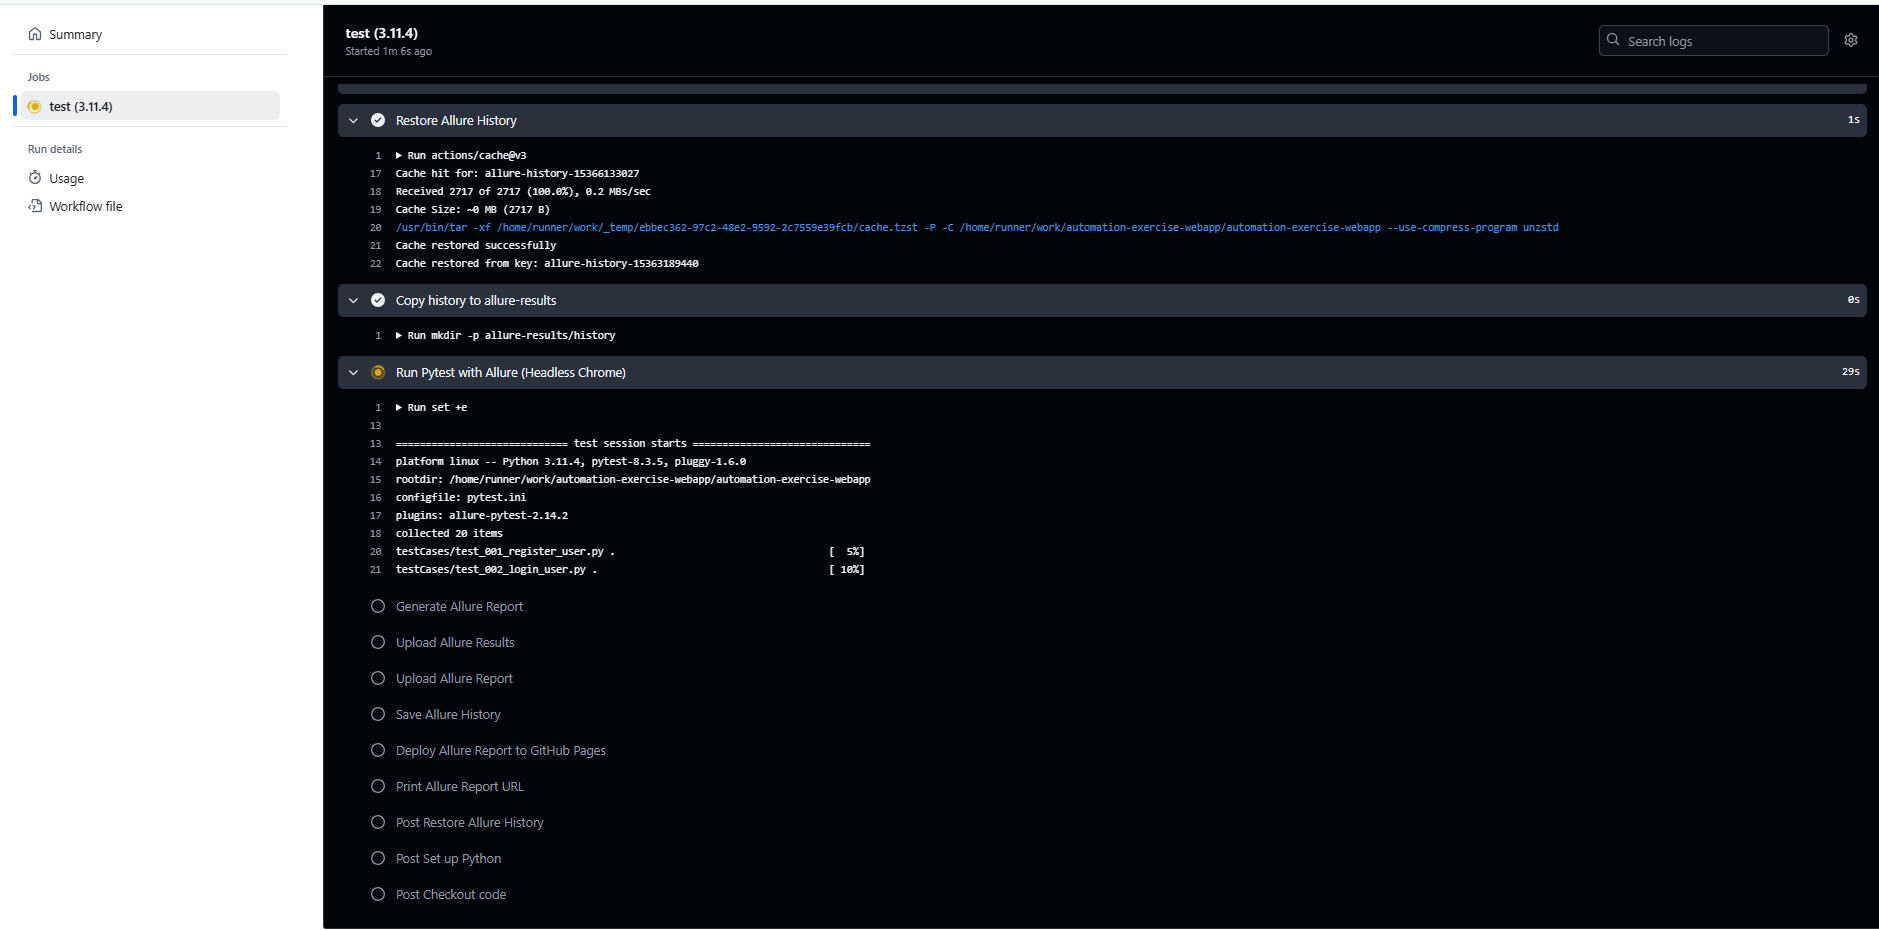 Summary
Jobs
test (3.11.4)
Run details
Usage
Workflow file
test (3.11.4)
Started 1m 6s ago
Search logs
Restore Allure History 1s
1 Run actions/cache@v3
17 Cache hit for: allure-history-15366133027
18 Received 2717 of 2717 (100.0%), 0.2 MBs/sec
19 Cache Size: ~0 MB (2717 B)
20 /usr/bin/tar -xf /home/runner/work/_temp/ebbec362-97c2-48e2-9592-2c7559e39fcb/cache.tzst -P -C /home/runner/work/automation-exercise-webapp/automation-exercise-webapp --use-compress-program unzstd
21 Cache restored successfully
22 Cache restored from key: allure-history-15363189440
Copy history to allure-results 0s
1 Run mkdir -p allure-results/history
Run Pytest with Allure (Headless Chrome) 29s
1 Run set +e
13
13 ============================= test session starts ==============================
14 platform linux -- Python 3.11.4, pytest-8.3.5, pluggy-1.6.0
15 rootdir: /home/runner/work/automation-exercise-webapp/automation-exercise-webapp
16 configfile: pytest.ini
17 plugins: allure-pytest-2.14.2
18 collected 20 items
20 testCases/test_001_register_user.py . [  5%]
21 testCases/test_002_login_user.py . [ 10%]
Generate Allure Report
Upload Allure Results
Upload Allure Report
Save Allure History
Deploy Allure Report to GitHub Pages
Print Allure Report URL
Post Restore Allure History
Post Set up Python
Post Checkout code